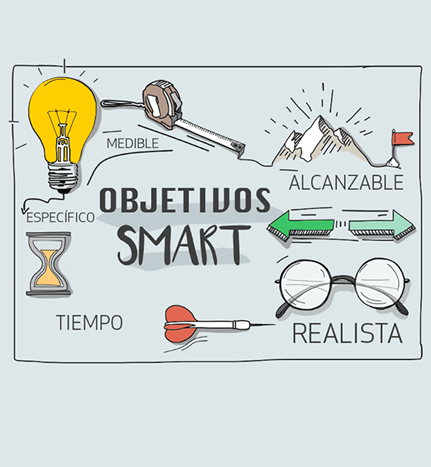 MEDIBLE
ALCANZABLE
OBJETIVOS
ESPECÍFICO
SMART
TIEMPO
REALISTA